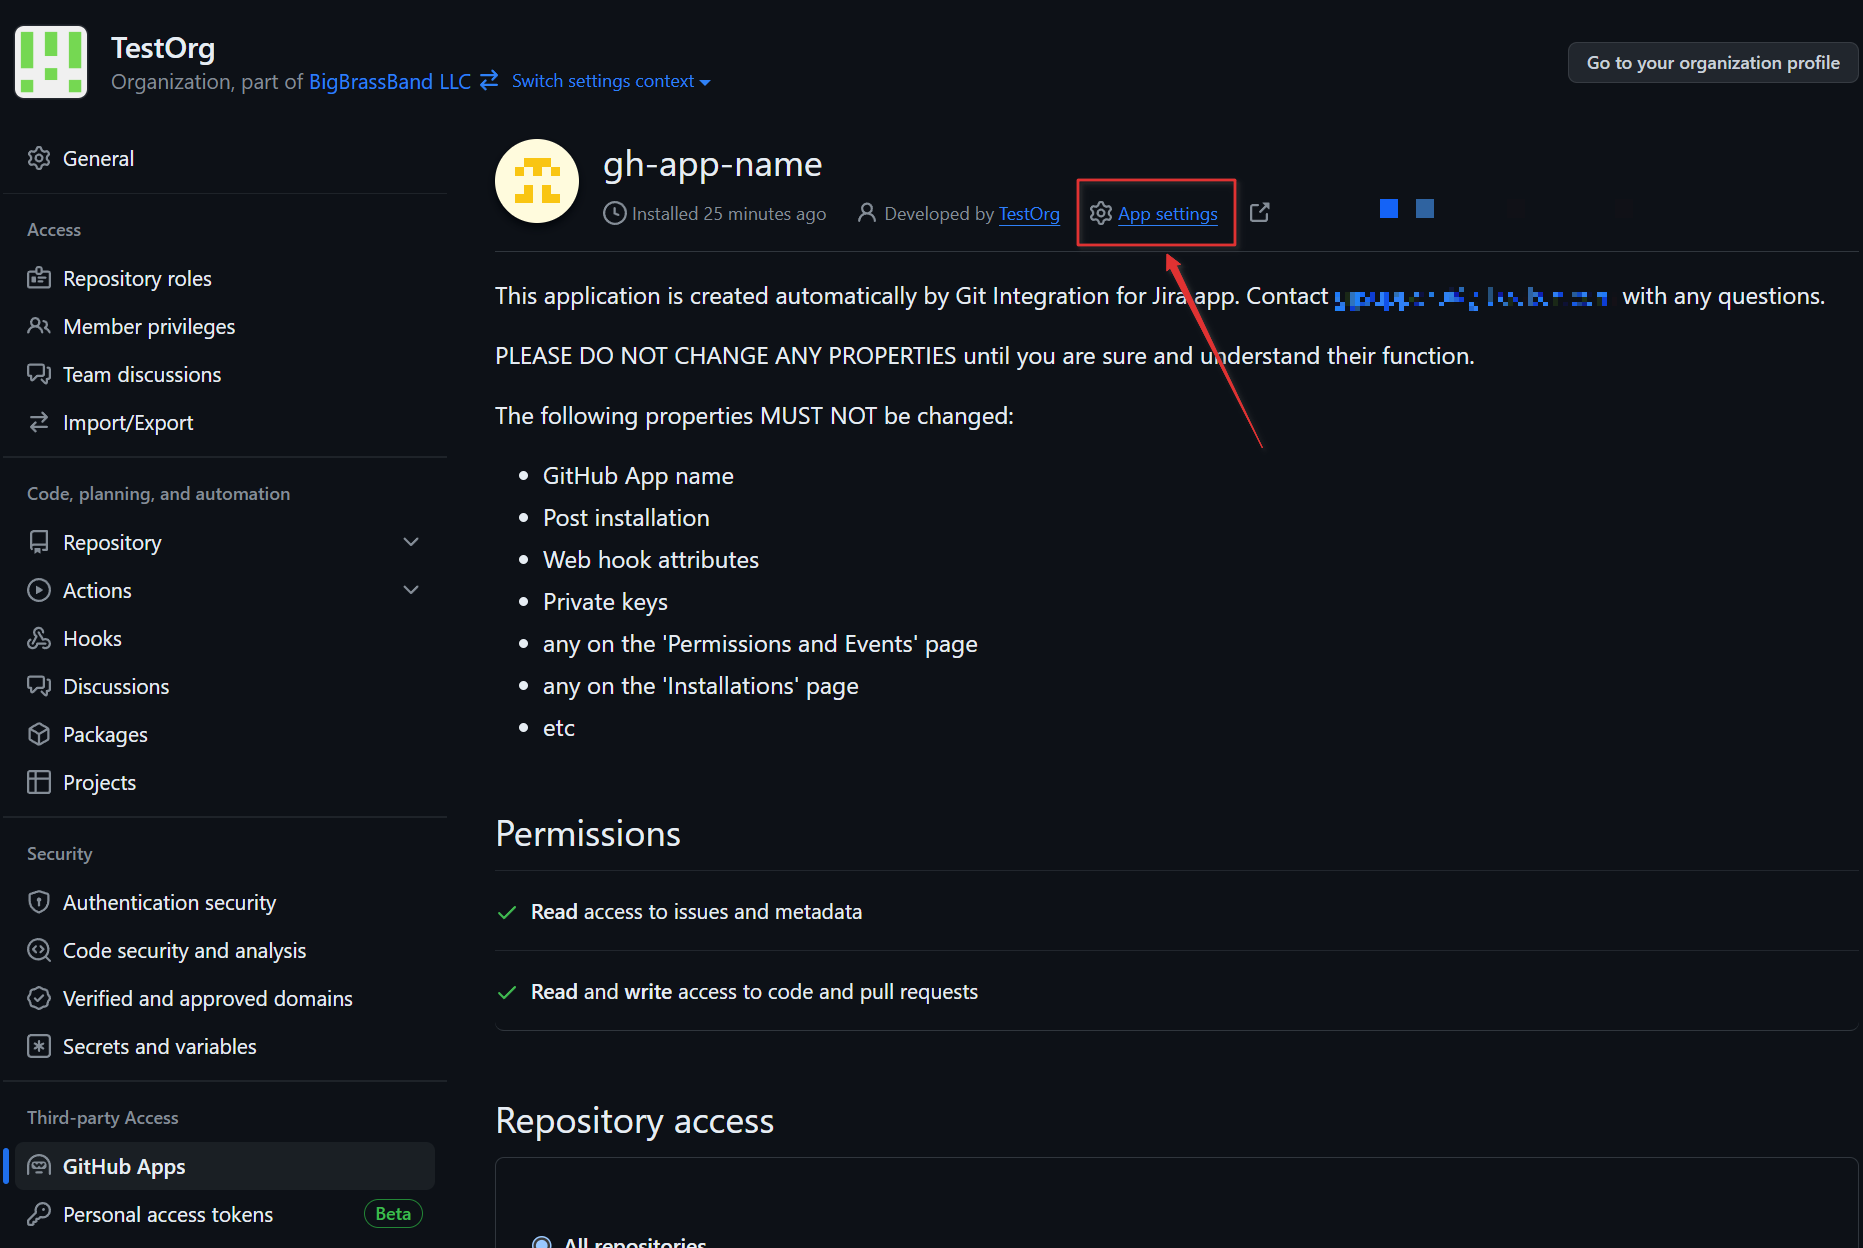 TestOrg
Organization, part of BigBrassBand LLC Switch settings context
Go to your organization profile
General
Access
Repository roles
Member privileges
Team discussions
Import/Export
Code, planning, and automation
Repository
Actions
Hooks
Discussions
Packages
Projects
Security
Authentication security
Code security and analysis
Verified and approved domains
Secrets and variables
Third-party Access
GitHub Apps
Personal access tokens Beta
gh-app-name
Installed 25 minutes ago Developed by TestOrg App settings
This application is created automatically by Git Integration for Jira app. Contact with any questions.
PLEASE DO NOT CHANGE ANY PROPERTIES until you are sure and understand their function.
The following properties MUST NOT be changed:
GitHub App name
Post installation
Web hook attributes
Private keys
any on the 'Permissions and Events' page
any on the 'Installations' page
etc
Permissions
Read access to issues and metadata
Read and write access to code and pull requests
Repository access
All repositories